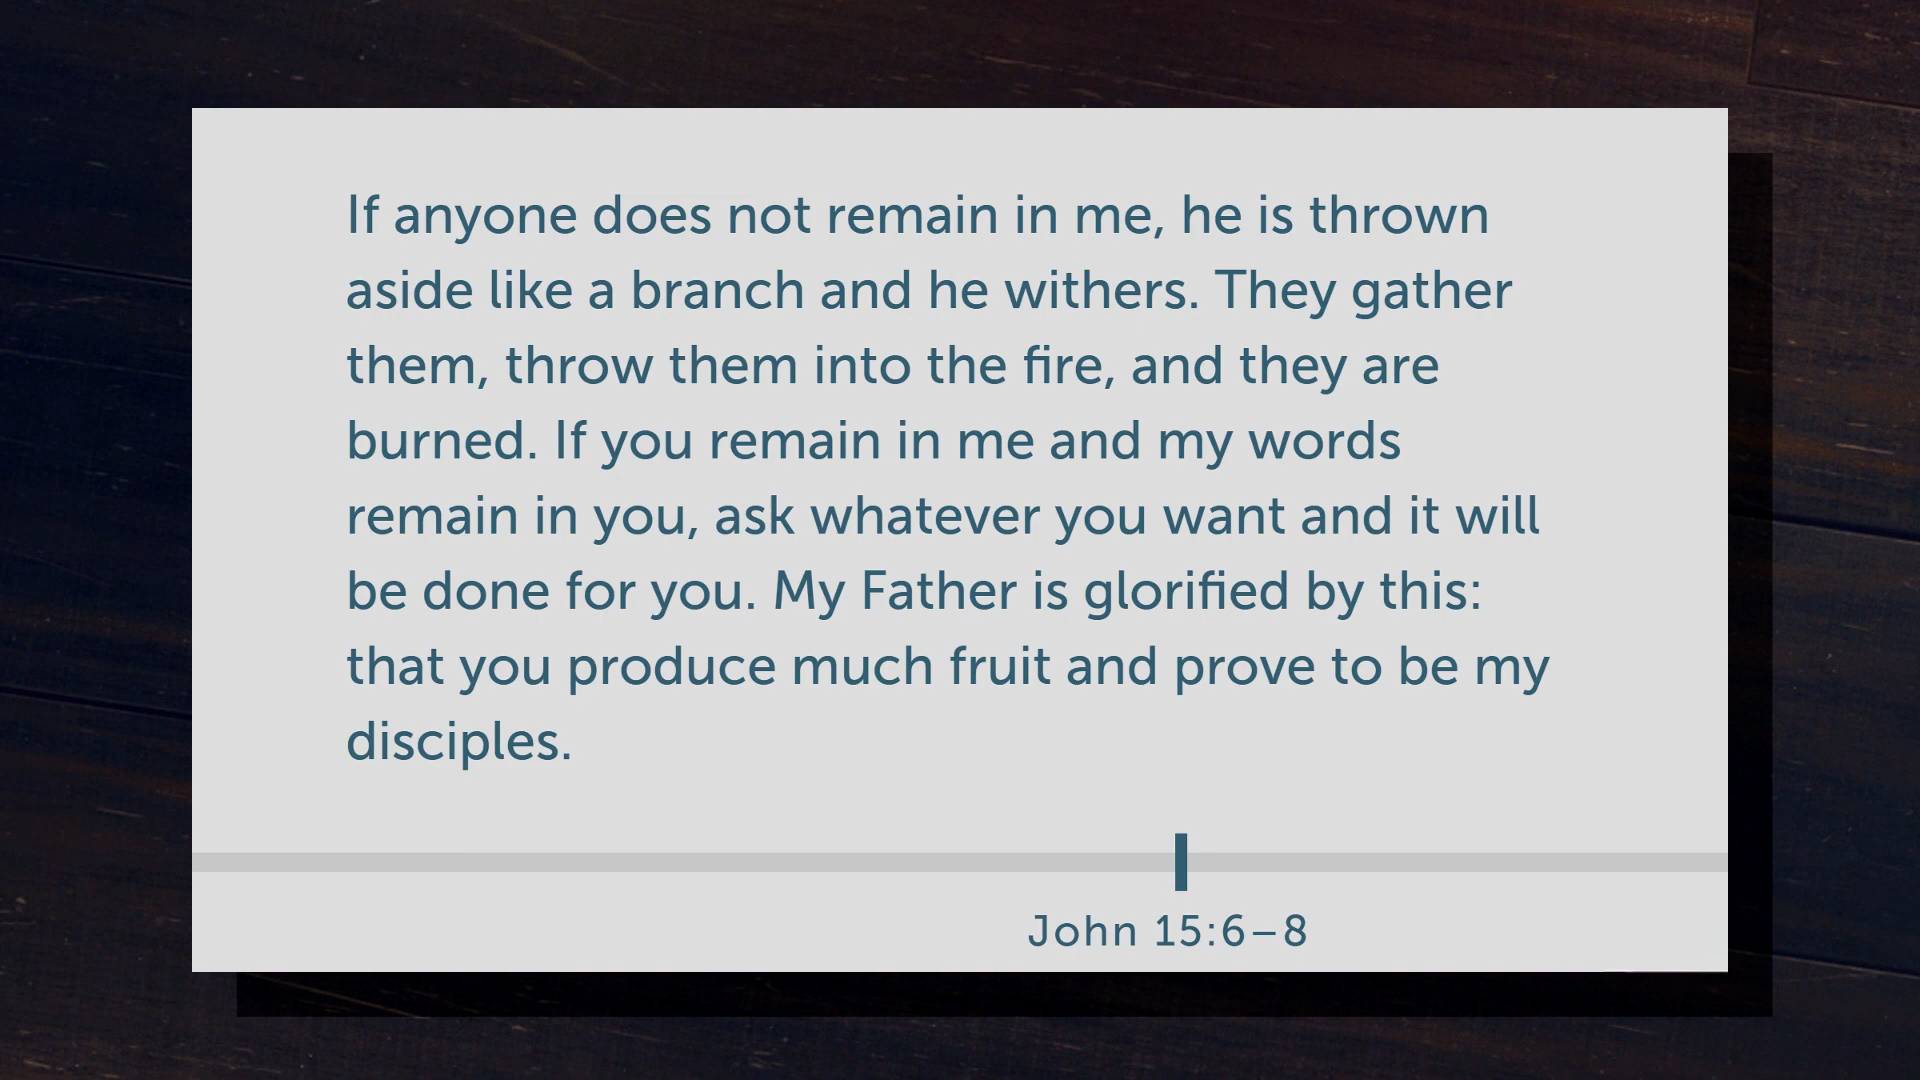 If anyone does not remain in me, he is thrown
aside like a branch and he withers. They gather
them, throw them into the fire, and they are
burned. If you remain in me and my words
remain in you, ask whatever you want and it will
be done for you. My Father is glorified by this:
that you produce much fruit and prove to be my
disciples.
John 15:6–8